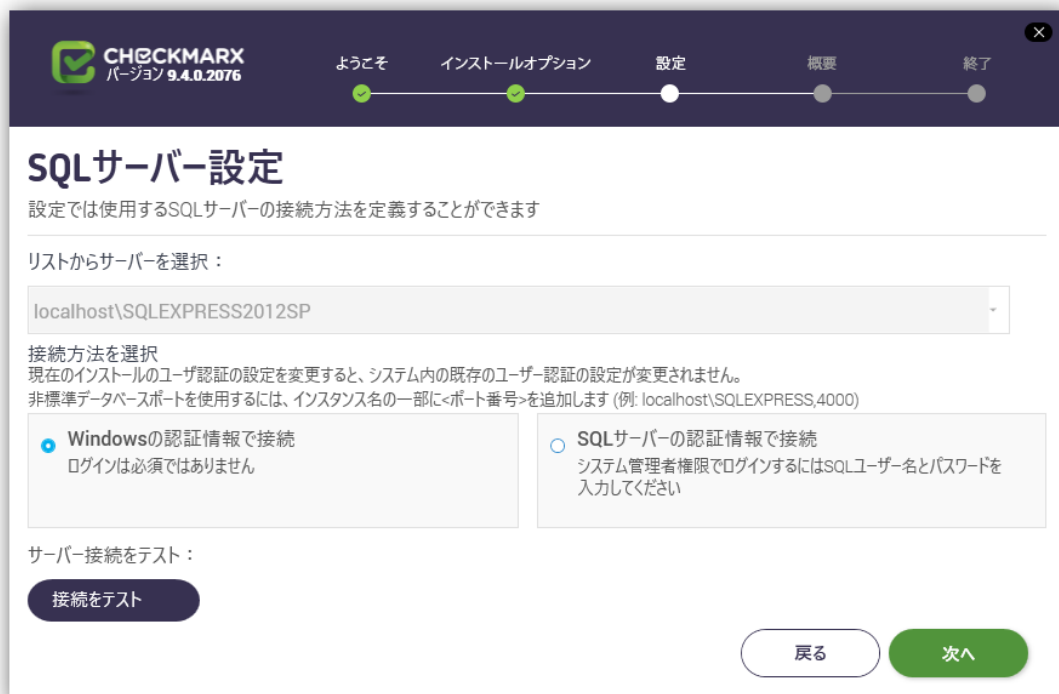 CHECKMARX
バージョン 9.4.0.2076
ようこそ
インストールオプション
設定
概要
終了
SQLサーバー設定
設定では使用するSQLサーバーの接続方法を定義することができます
リストからサーバーを選択：
localhost\SQLEXPRESS2012SP
接続方法を選択
現在のインストールのユーザ認証の設定を変更すると、システム内の既存のユーザー認証の設定が変更されません。
非標準データベースポートを使用するには、インスタンス名の一部に<ポート番号>を追加します (例: localhost\SQLEXPRESS,4000)
Windowsの認証情報で接続
ログインは必須ではありません
SQLサーバーの認証情報で接続
システム管理者権限でログインするにはSQLユーザー名とパスワードを
入力してください
サーバー接続をテスト：
接続をテスト
戻る
次へ